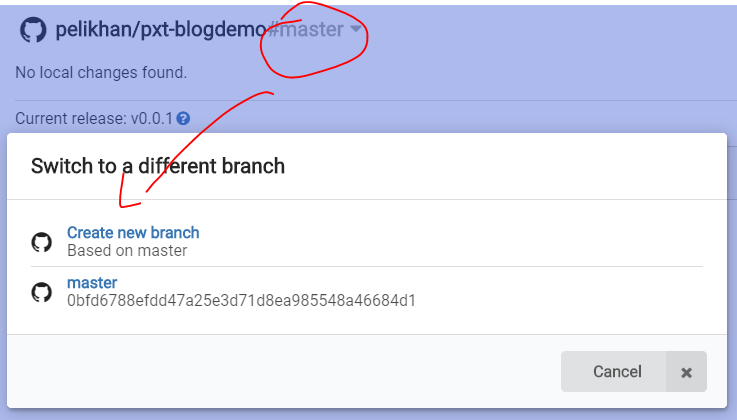 pelikhan/pxt-blogdemo#master
No local changes found.
Current release: v0.0.1
Switch to a different branch
Create new branch
Based on master
master
0bfd6788efdd47a25e3d71d8ea985548a46684d1
Cancel